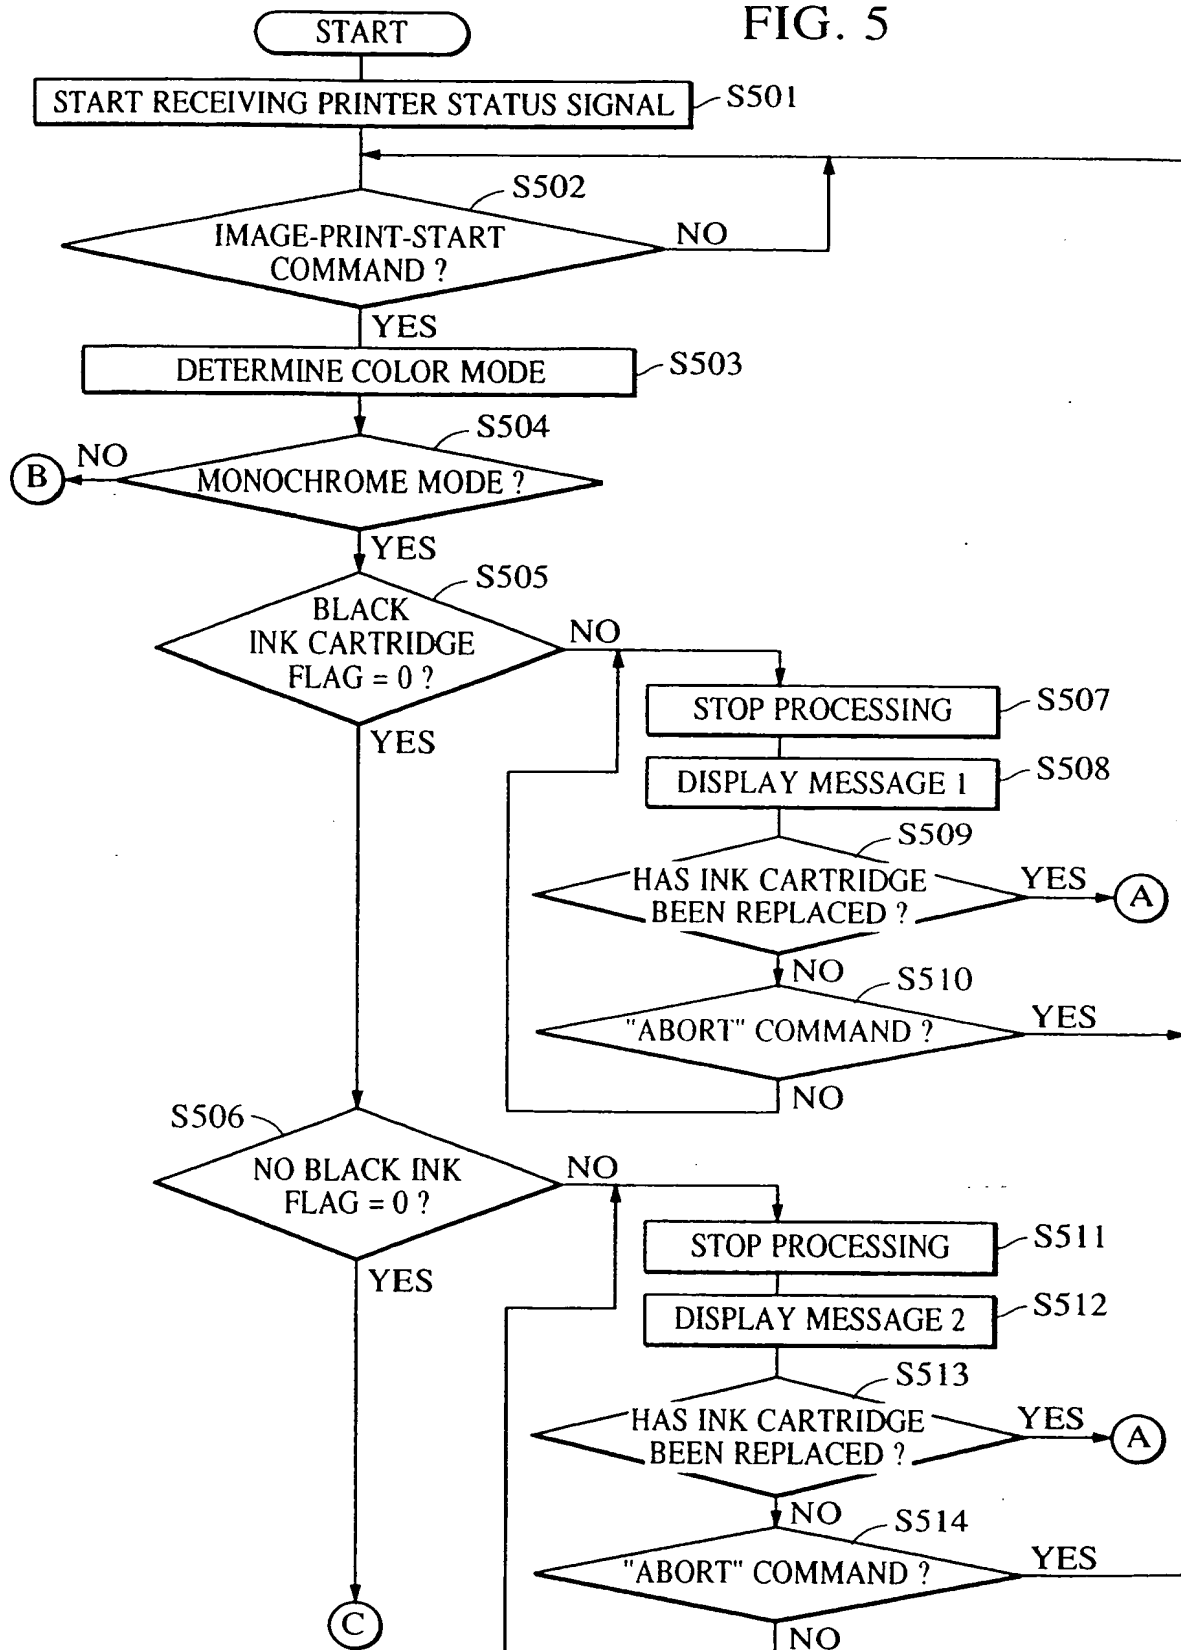 FIG. 5
START
START RECEIVING PRINTER STATUS SIGNAL
S501
S502
IMAGE-PRINT-START
COMMAND ?
NO
YES
DETERMINE COLOR MODE
S503
S504
MONOCHROME MODE ?
NO
B
YES
S505
BLACK
INK CARTRIDGE
FLAG = 0 ?
NO
YES
STOP PROCESSING
S507
DISPLAY MESSAGE 1
S508
S509
HAS INK CARTRIDGE
BEEN REPLACED ?
YES
A
NO
S510
"ABORT" COMMAND ?
YES
NO
S506
NO BLACK INK
FLAG = 0 ?
NO
YES
STOP PROCESSING
S511
DISPLAY MESSAGE 2
S512
S513
HAS INK CARTRIDGE
BEEN REPLACED ?
YES
A
NO
S514
"ABORT" COMMAND ?
YES
NO
C